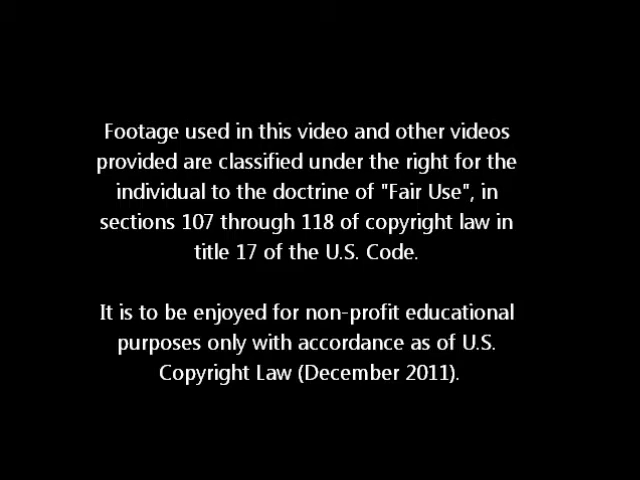 Footage used in this video and other videos
provided are classified under the right for the
individual to the doctrine of "Fair Use", in
sections 107 through 118 of copyright law in
title 17 of the U.S. Code.
It is to be enjoyed for non-profit educational
purposes only with accordance as of U.S.
Copyright Law (December 2011).